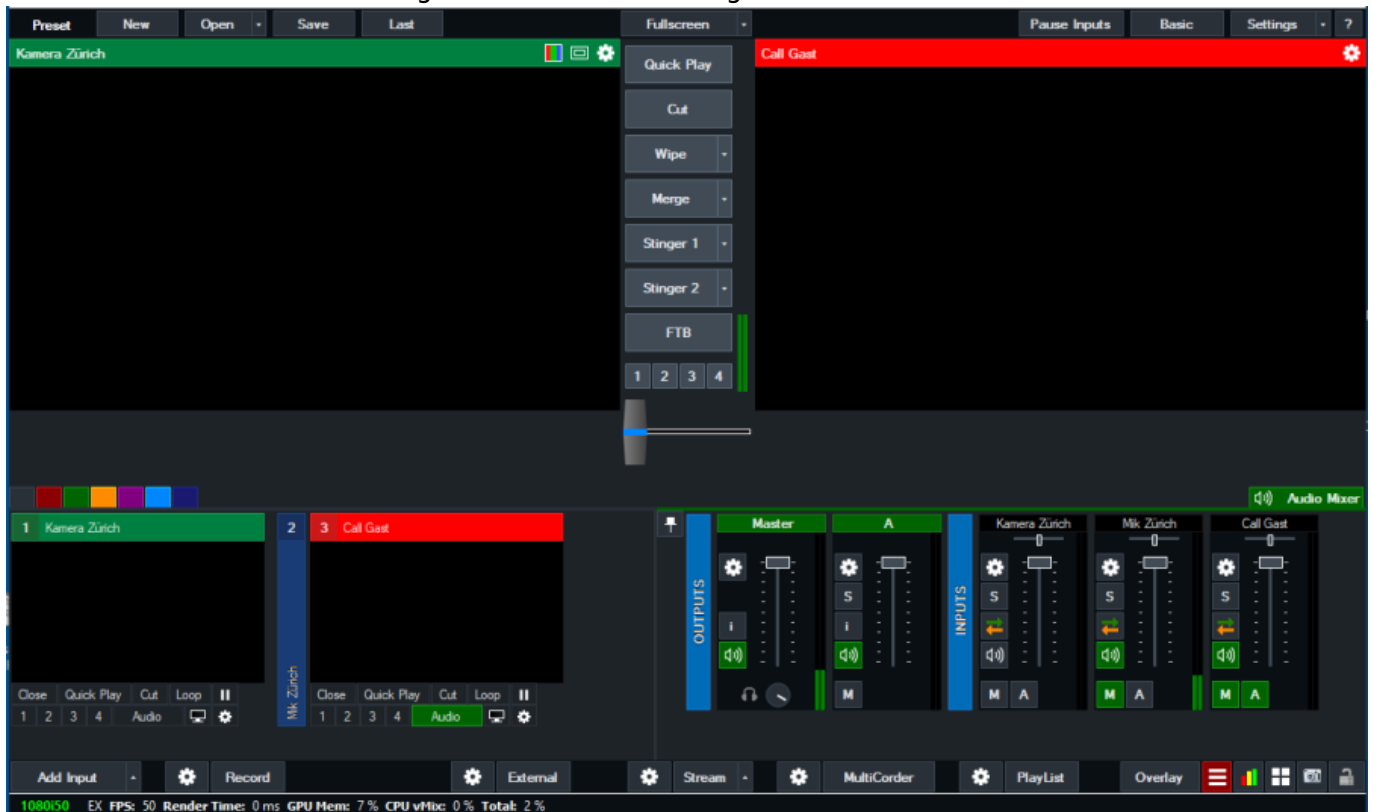 Preset New Open Save Last Fullscreen Pause Inputs Basic Settings ?
Kamera Zürich
Call Gast
Quick Play
Cut
Wipe
Merge
Stinger 1
Stinger 2
FTB
1 2 3 4
Audio Mixer
1 Kamera Zürich
2 Mik Zürich
3 Call Gast
Close Quick Play Cut Loop
1 2 3 4 Audio
Close Quick Play Cut Loop
1 2 3 4 Audio
OUTPUTS
Master
i
A
S
i
M
INPUTS
Kamera Zürich
S
M A
Mik Zürich
S
M A
Call Gast
S
M A
Add Input Record External Stream MultiCorder PlayList Overlay
1080i50 EX FPS: 50 Render Time: 0 ms GPU Mem: 7 % CPU vMix: 0 % Total: 2 %